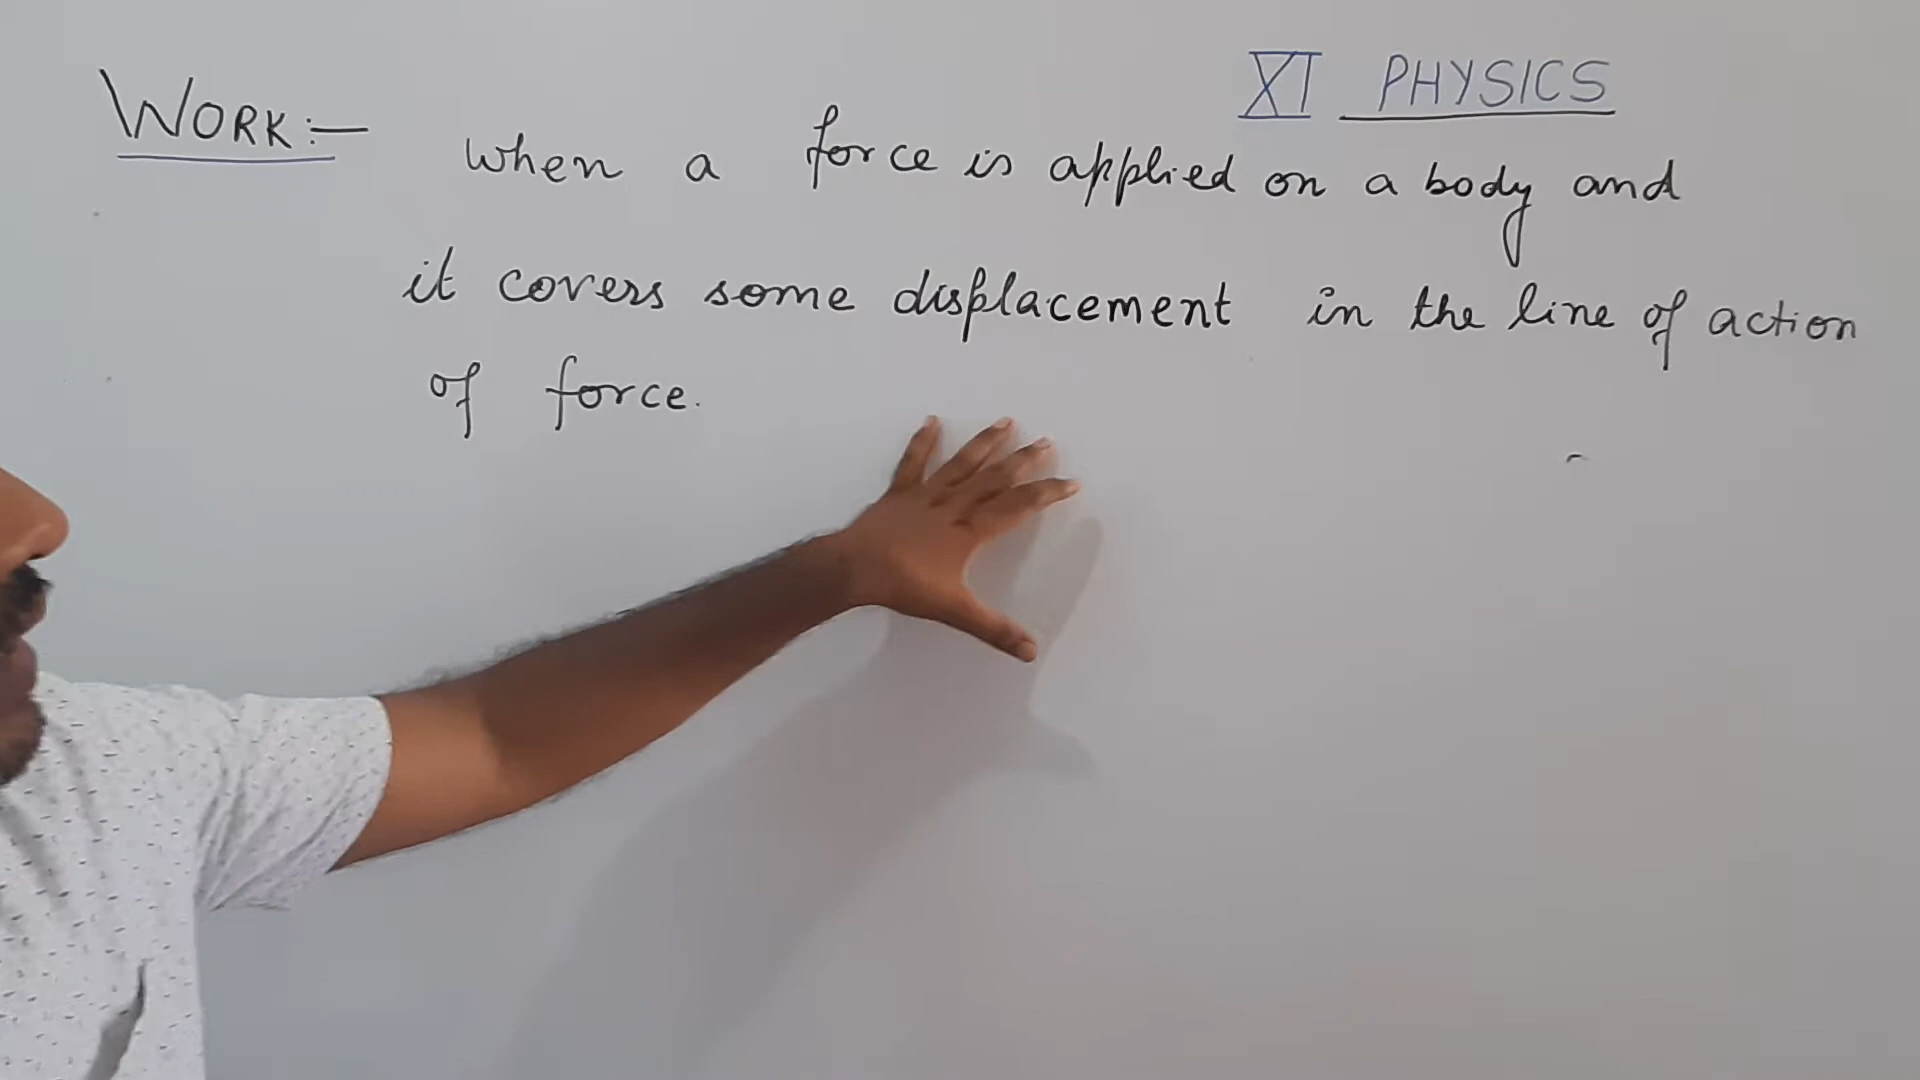 XI PHYSICS
WORK:— When a force is applied on a body and
it covers some displacement in the line of action
of force.